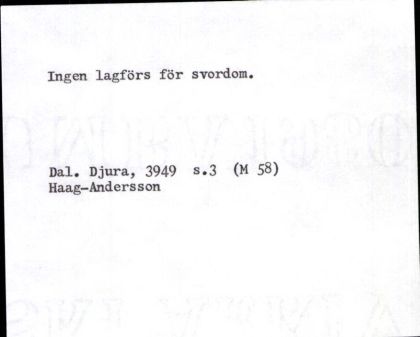 Ingen lagförs för svordom.
Dal. Djura, 3949 s.3 (M 58)
Haag-Andersson